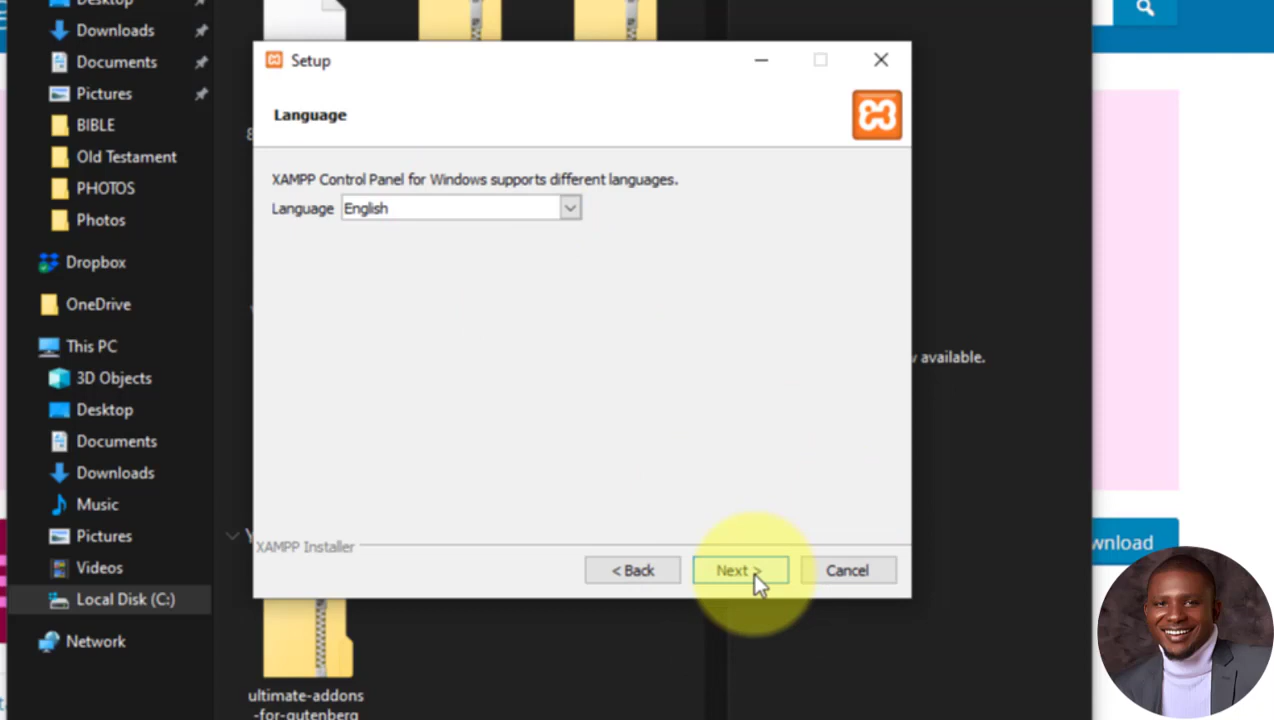 Desktop
Downloads
Documents
Pictures
BIBLE
Old Testament
PHOTOS
Photos
Dropbox
OneDrive
This PC
3D Objects
Desktop
Documents
Downloads
Music
Pictures
Videos
Local Disk (C:)
Network
Setup
Language
XAMPP Control Panel for Windows supports different languages.
Language English
XAMPP Installer
< Back Next > Cancel
available.
ultimate-addons
-for-gutenberg